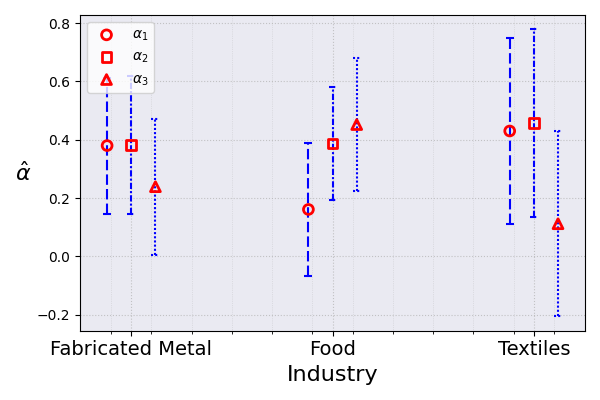 0.8
0.6
0.4
0.2
0.0
−0.2
α̂
α₁
α₂
α₃
Fabricated Metal Food Textiles
Industry